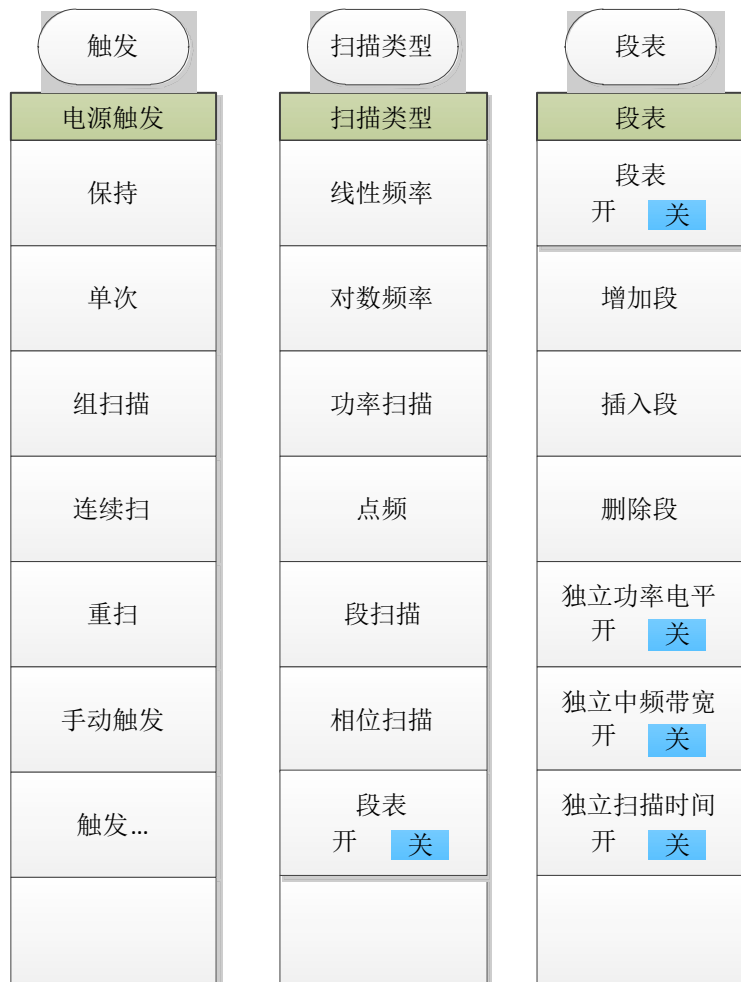 触发
电源触发
保持
单次
组扫描
连续扫
重扫
手动触发
触发...
扫描类型
扫描类型
线性频率
对数频率
功率扫描
点频
段扫描
相位扫描
段表
开 关
段表
段表
段表
开 关
增加段
插入段
删除段
独立功率电平
开 关
独立中频带宽
开 关
独立扫描时间
开 关